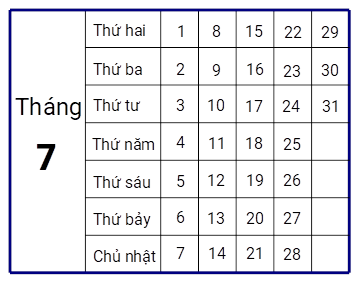 Tháng
7
Thứ hai 1 8 15 22 29
Thứ ba 2 9 16 23 30
Thứ tư 3 10 17 24 31
Thứ năm 4 11 18 25
Thứ sáu 5 12 19 26
Thứ bảy 6 13 20 27
Chủ nhật 7 14 21 28